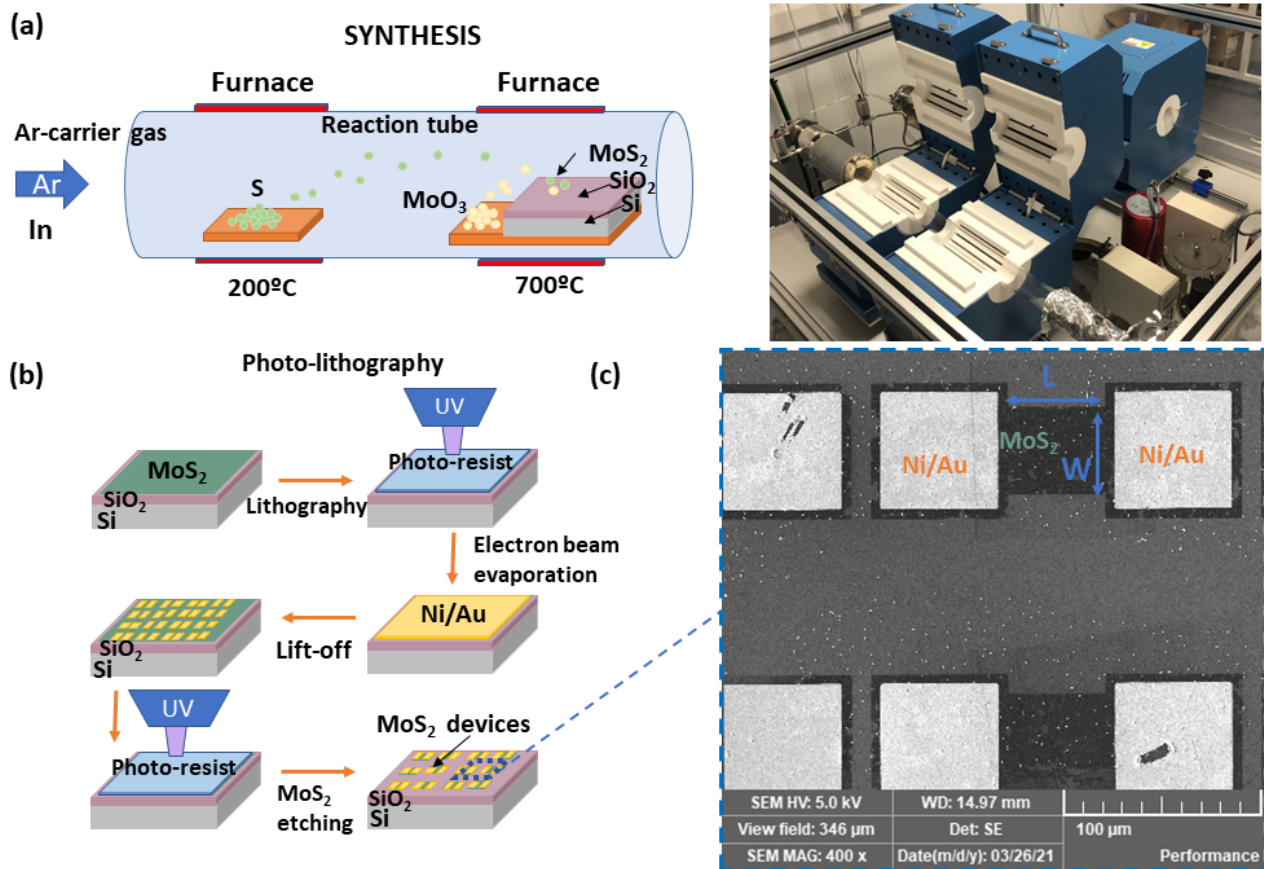 (a)
SYNTHESIS
Furnace
Furnace
Reaction tube
Ar-carrier gas
Ar
In
S
MoO₃
MoS₂
SiO₂
Si
200ºC
700ºC
(b)
Photo-lithography
MoS₂
SiO₂
Si
Lithography
UV
Photo-resist
Electron beam
evaporation
Ni/Au
Lift-off
SiO₂
Si
UV
Photo-resist
MoS₂
etching
MoS₂ devices
SiO₂
Si
(c)
L
MoS₂
W
Ni/Au
Ni/Au
SEM HV: 5.0 kV
WD: 14.97 mm
View field: 346 µm
Det: SE
100 µm
SEM MAG: 400 x
Date(m/d/y): 03/26/21
Performance